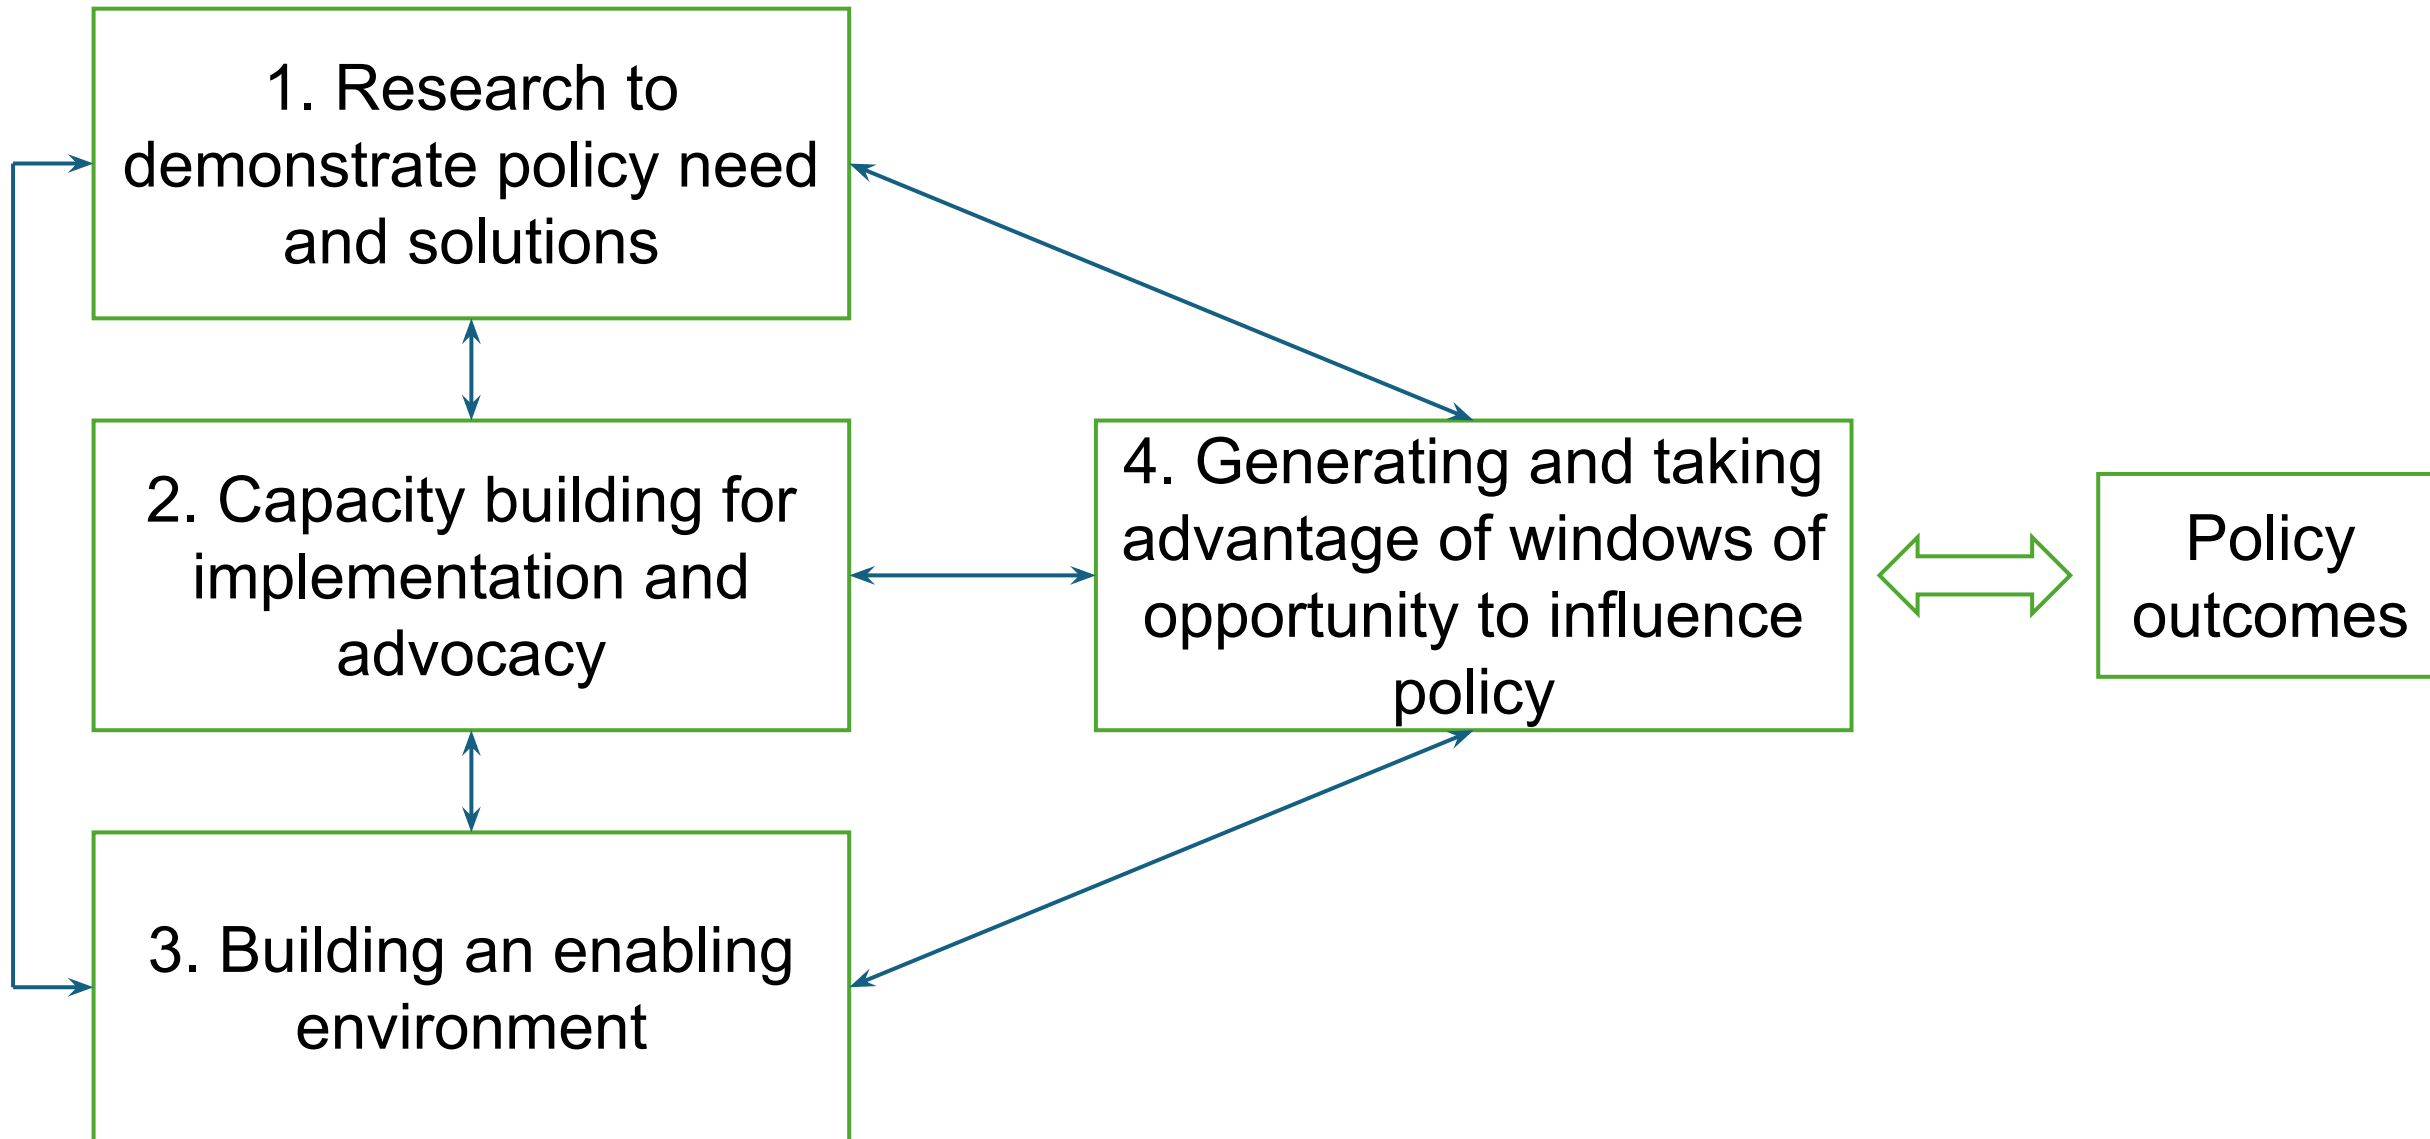 1. Research to
demonstrate policy need
and solutions
2. Capacity building for
implementation and
advocacy
3. Building an enabling
environment
4. Generating and taking
advantage of windows of
opportunity to influence
policy
Policy
outcomes